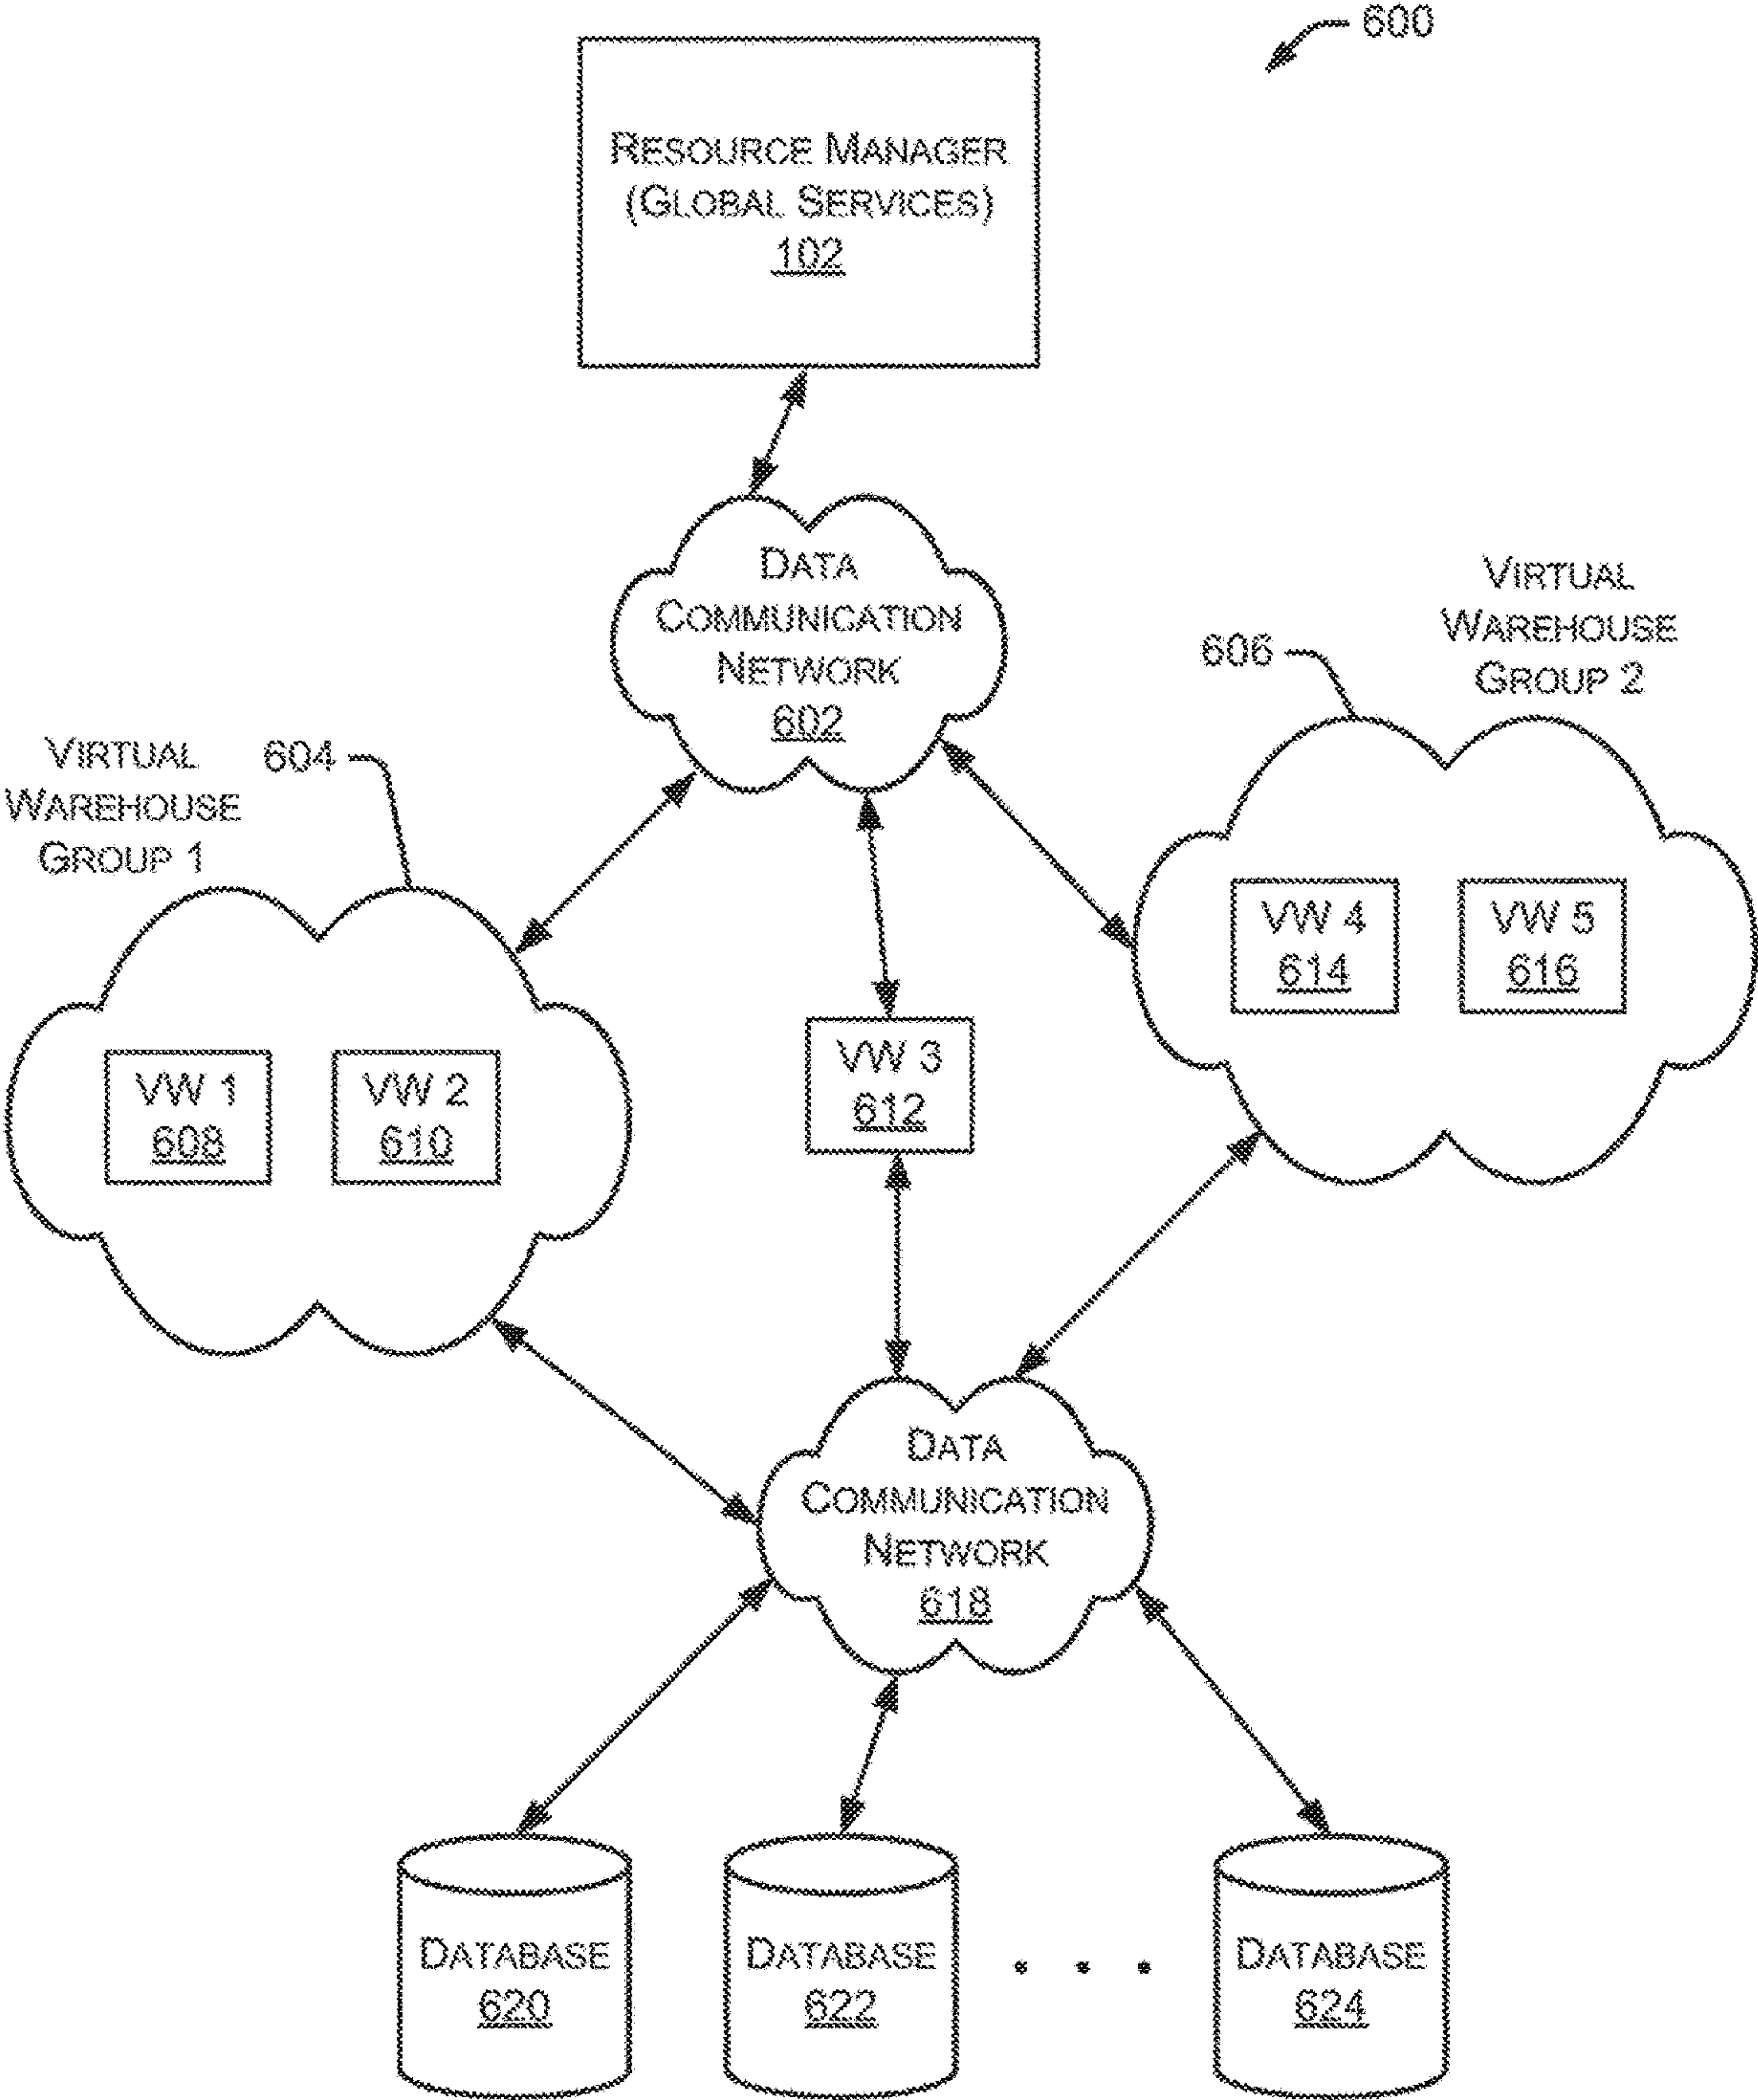 600
RESOURCE MANAGER
(GLOBAL SERVICES)
102
DATA
COMMUNICATION
NETWORK
602
VIRTUAL
WAREHOUSE
GROUP 2
606
VIRTUAL
WAREHOUSE
GROUP 1
604
VW 4
614
VW 5
616
VW 1
608
VW 2
610
VW 3
612
DATA
COMMUNICATION
NETWORK
618
DATABASE
620
DATABASE
622
. . .
DATABASE
624